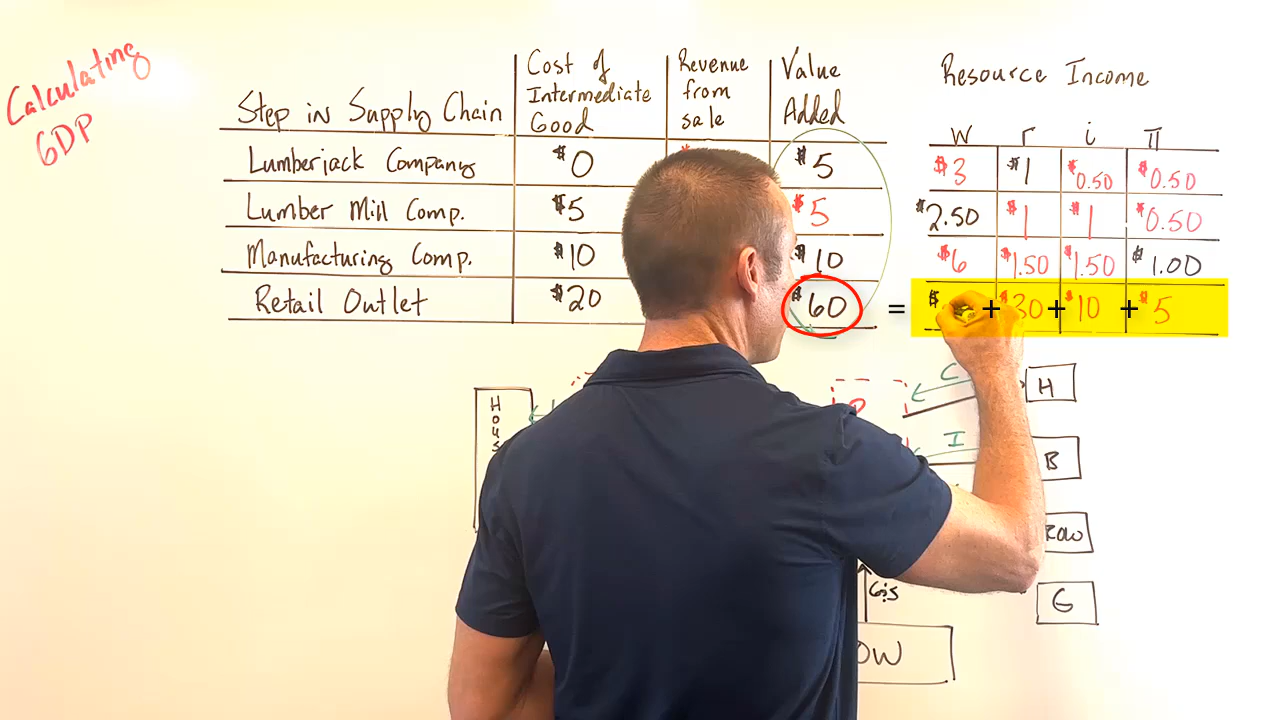 Calculating
GDP
Step in Supply Chain
Cost of
Intermediate
Good
Revenue
from
sale
Value
Added
Resource Income
W r i π
Lumberjack Company $0 $5 $3 $1 $0.50 $0.50
Lumber Mill Comp. $5 $5 $2.50 $1 $1 $0.50
Manufacturing Comp. $10 $10 $6 $1.50 $1.50 $1.00
Retail Outlet $20 $60 = $ + $30 + $10 + $5
H
o
u
s
C
H
I
B
ROW
G
G&S
OW